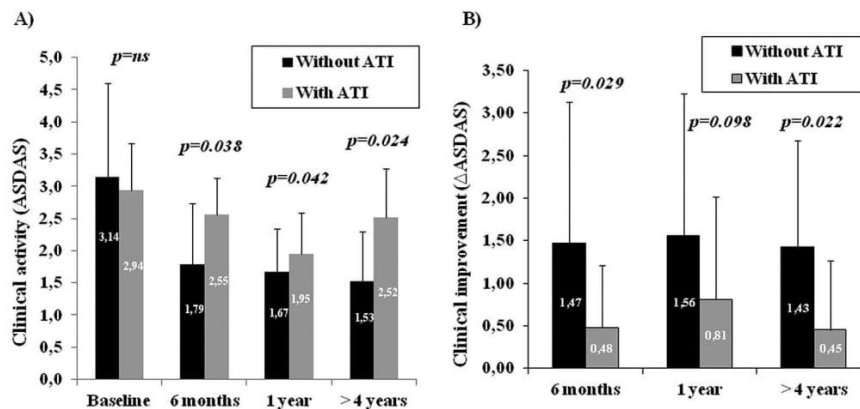 A)
Clinical activity (ASDAS)
5,0
4,5
4,0
3,5
3,0
2,5
2,0
1,5
1,0
0,5
0,0
p=ns
p=0.038
p=0.042
p=0.024
Without ATI
With ATI
3,14
2,94
1,79
2,55
1,67
1,95
1,53
2,52
Baseline 6 months 1 year > 4 years
B)
Clinical improvement (△ASDAS)
3,50
3,00
2,50
2,00
1,50
1,00
0,50
0,00
Without ATI
With ATI
p=0.029
p=0.098
p=0.022
1,47
0,48
1,56
0,81
1,43
0,45
6 months 1 year > 4 years